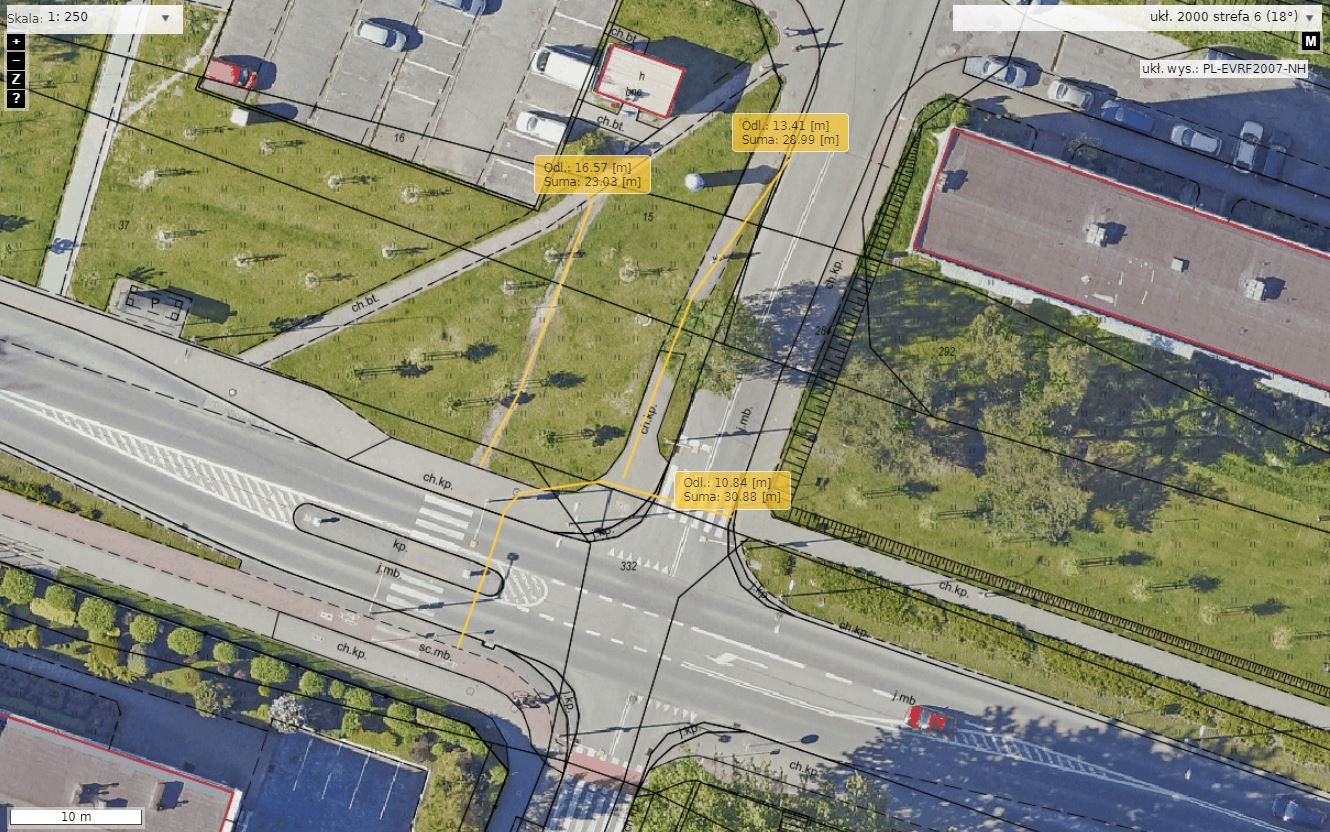 Skala: 1: 250
ukł. 2000 strefa 6 (18°)
+
–
Z
?
M
ukł. wys.: PL-EVRF2007-NH
ch.bt.
h
ch.bt.
16
Odl.: 13.41 [m]
Suma: 28.99 [m]
Odl.: 16.57 [m]
Suma: 23.03 [m]
15
37
ch.kp.
P
ch.bt.
292
ch.kp.
j.mb.
ch.kp.
Odl.: 10.84 [m]
Suma: 30.88 [m]
kp.
j.mb.
332
ch.kp.
ch.kp.
ch.kp.
sc.mb.
j.kp.
j.mb.
j.kp.
ch.kp.
10 m